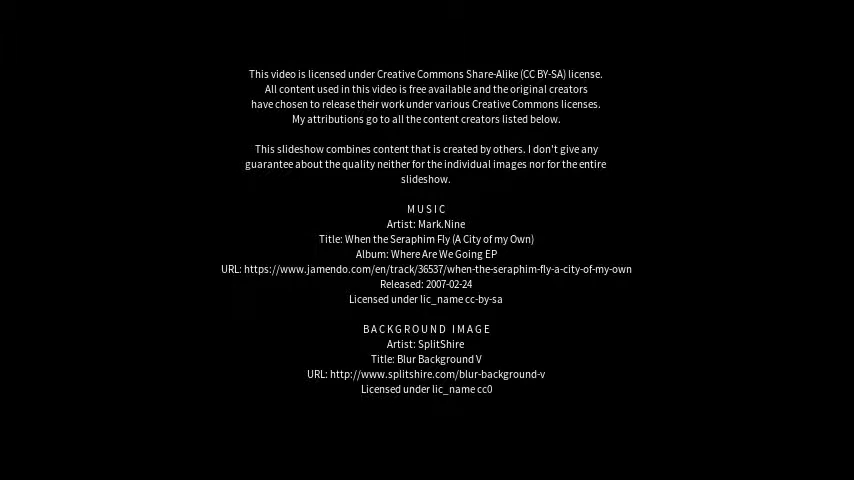 This video is licensed under Creative Commons Share-Alike (CC BY-SA) license.
All content used in this video is free available and the original creators
have chosen to release their work under various Creative Commons licenses.
My attributions go to all the content creators listed below.
This slideshow combines content that is created by others. I don't give any
guarantee about the quality neither for the individual images nor for the entire
slideshow.
MUSIC
Artist: Mark.Nine
Title: When the Seraphim Fly (A City of my Own)
Album: Where Are We Going EP
URL: https://www.jamendo.com/en/track/36537/when-the-seraphim-fly-a-city-of-my-own
Released: 2007-02-24
Licensed under lic_name cc-by-sa
BACKGROUND IMAGE
Artist: SplitShire
Title: Blur Background V
URL: http://www.splitshire.com/blur-background-v
Licensed under lic_name cc0